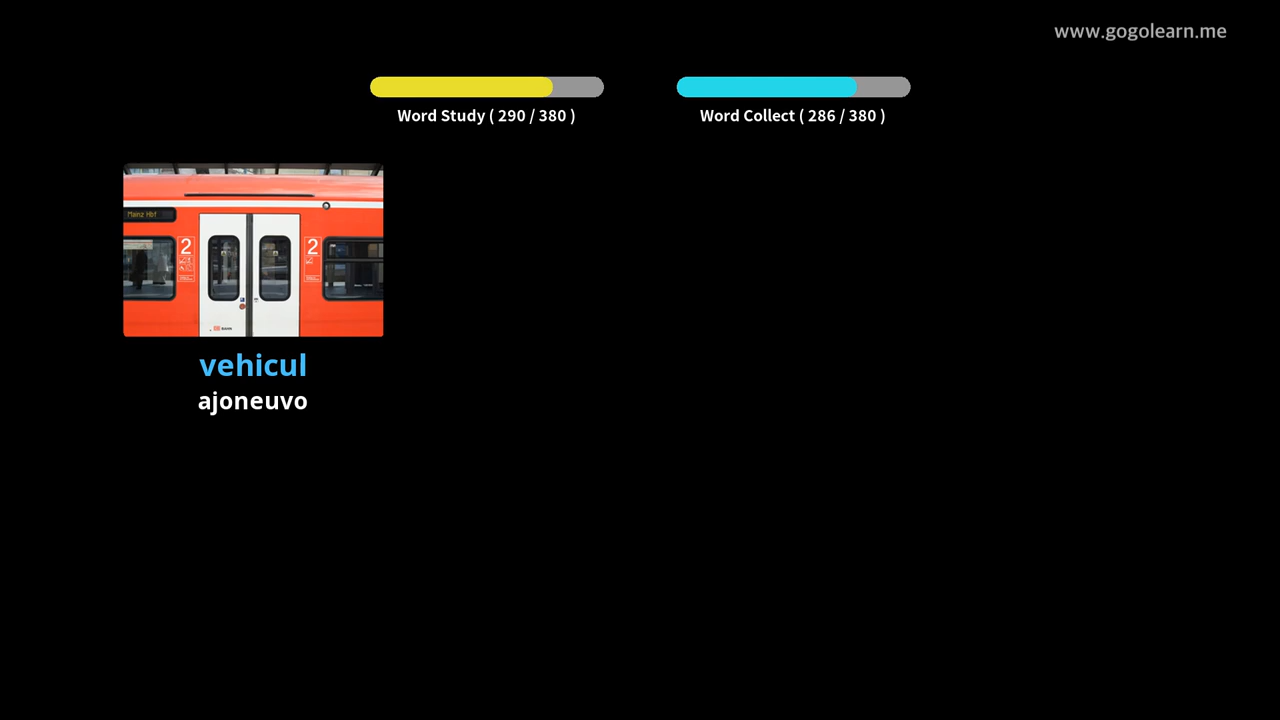 www.gogolearn.me
Word Study ( 290 / 380 )
Word Collect ( 286 / 380 )
Mainz Hbf
2
2
vehicul
ajoneuvo